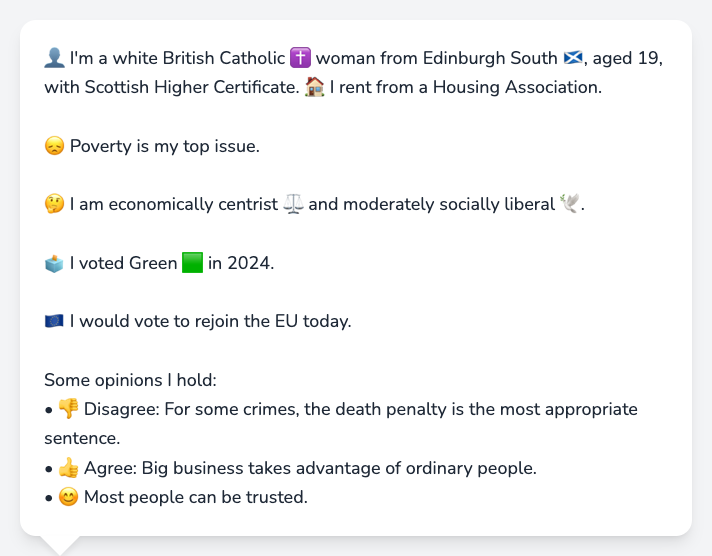 👤 I'm a white British Catholic ✝️ woman from Edinburgh South 🏴󠁧󠁢󠁳󠁣󠁴󠁿, aged 19,
with Scottish Higher Certificate. 🏠 I rent from a Housing Association.
😞 Poverty is my top issue.
🤔 I am economically centrist ⚖️ and moderately socially liberal 🕊️.
🗳️ I voted Green 🟩 in 2024.
🇪🇺 I would vote to rejoin the EU today.
Some opinions I hold:
• 👎 Disagree: For some crimes, the death penalty is the most appropriate
sentence.
• 👍 Agree: Big business takes advantage of ordinary people.
• 😊 Most people can be trusted.